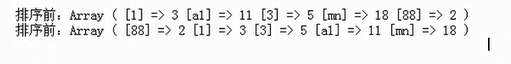 排序前：Array ( [1] => 3 [a1] => 11 [3] => 5 [mn] => 18 [88] => 2 )
排序前：Array ( [88] => 2 [1] => 3 [3] => 5 [a1] => 11 [mn] => 18 )